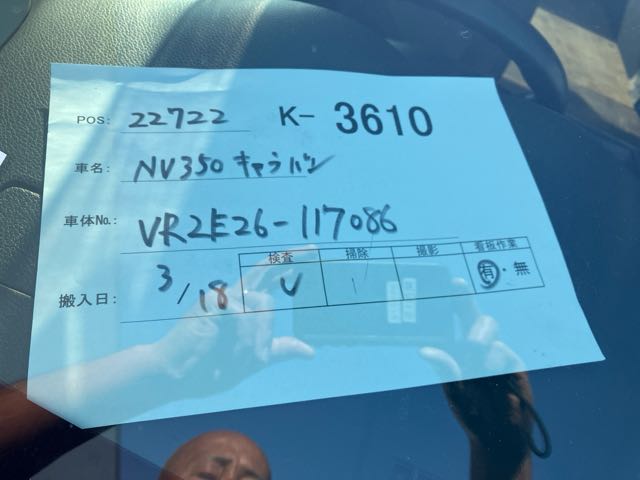 POS: 22722 K- 3610
車名: NV350 キャラバン
車体No.: VR2E26-117086
搬入日: 3/18
検査 掃除 撮影 看板作業
レ 有・無